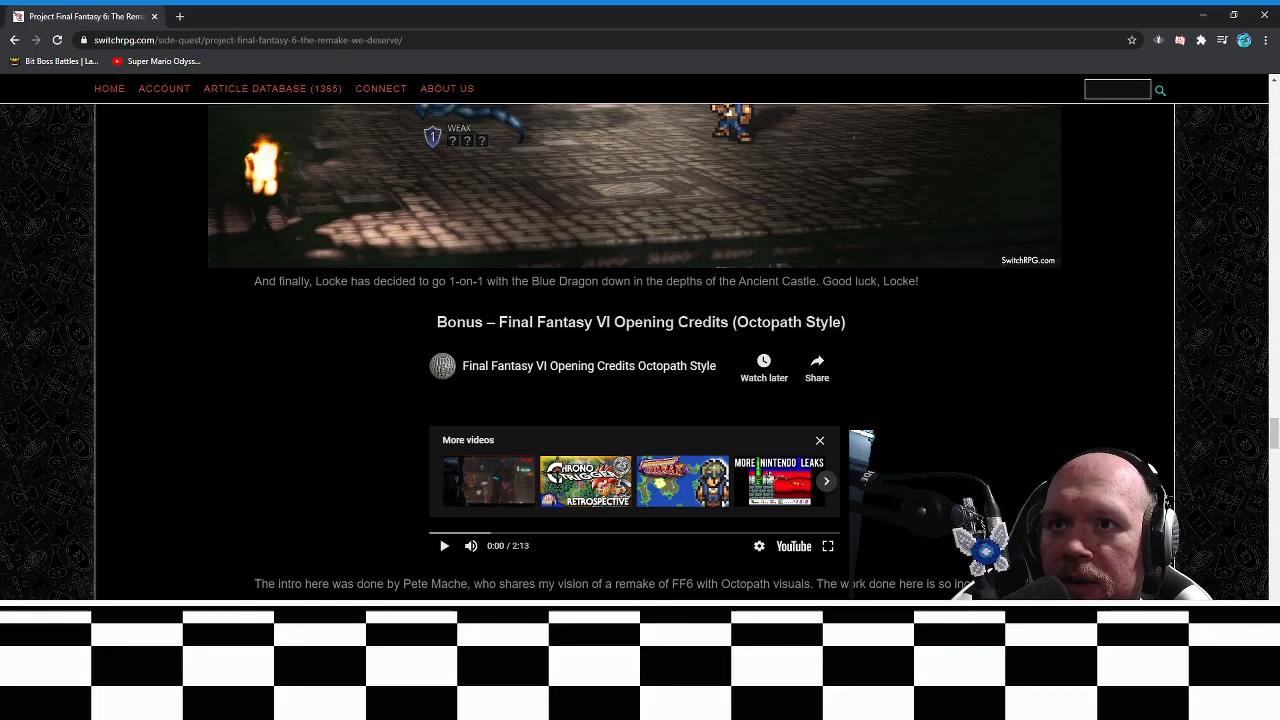 Project Final Fantasy 6: The Rema
switchrpg.com/side-quest/project-final-fantasy-6-the-remake-we-deserve/
Bit Boss Battles | La...
Super Mario Odyss...
HOME
ACCOUNT
ARTICLE DATABASE (1365)
CONNECT
ABOUT US
WEAK
1
? ? ?
SwitchRPG.com
And finally, Locke has decided to go 1-on-1 with the Blue Dragon down in the depths of the Ancient Castle. Good luck, Locke!
Bonus – Final Fantasy VI Opening Credits (Octopath Style)
Final Fantasy VI Opening Credits Octopath Style
Watch later
Share
More videos
CHRONO
TRIGGER
RETROSPECTIVE
MORE NINTENDO LEAKS
0:00 / 2:13
YouTube
The intro here was done by Pete Mache, who shares my vision of a remake of FF6 with Octopath visuals. The work done here is so inc